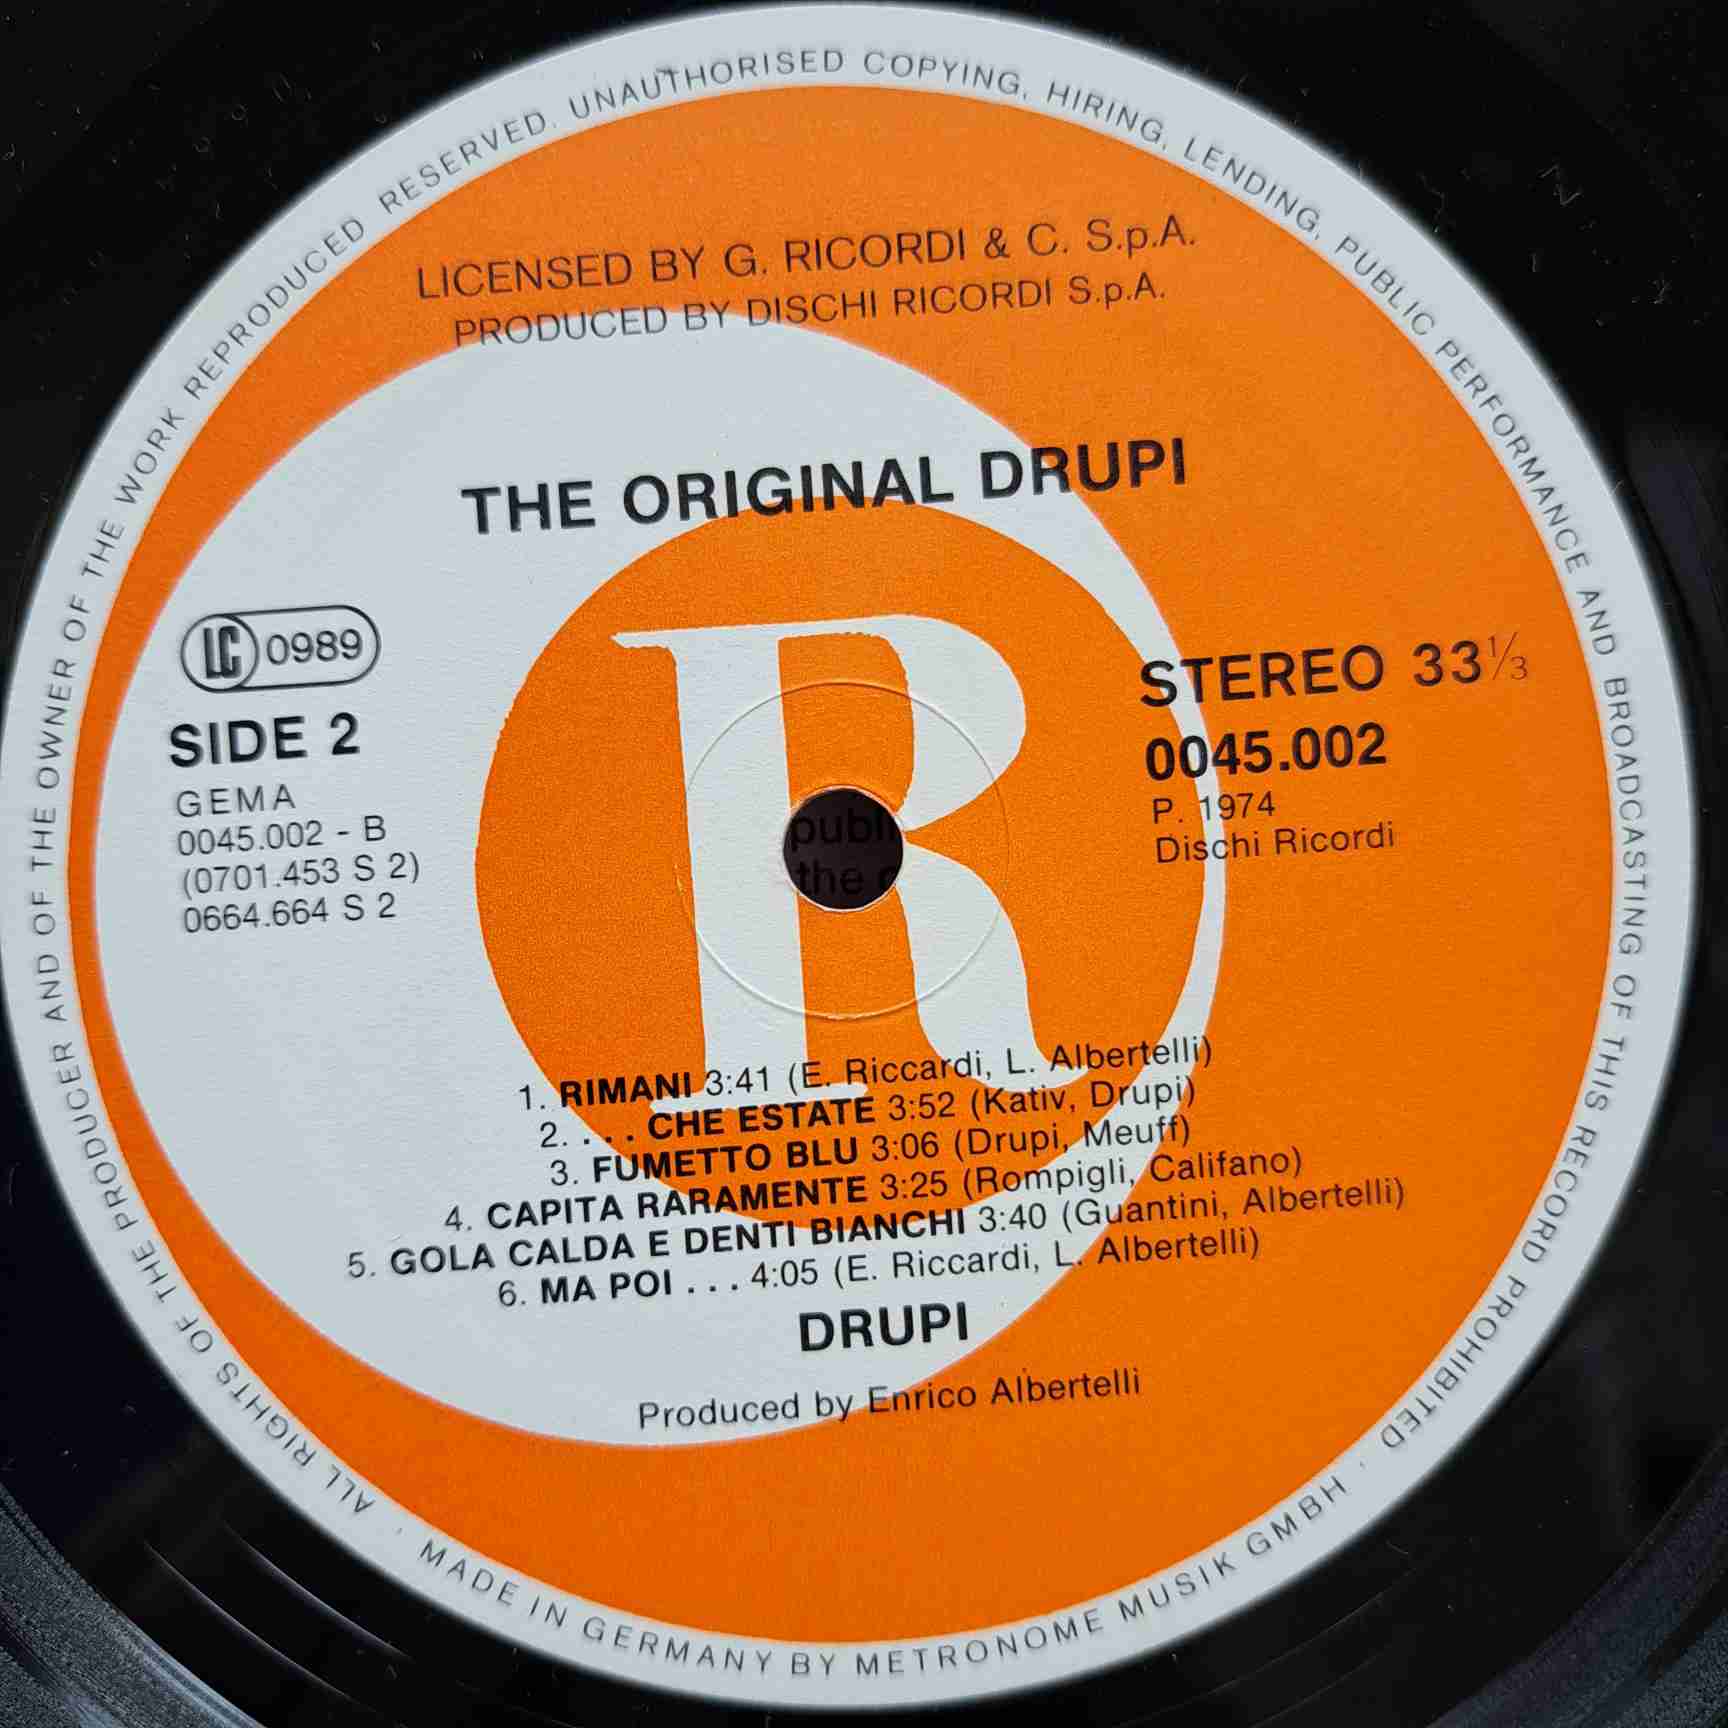 ALL RIGHTS OF THE PRODUCER AND OF THE OWNER OF THE WORK REPRODUCED RESERVED. UNAUTHORISED COPYING, HIRING, LENDING, PUBLIC PERFORMANCE AND BROADCASTING OF THIS RECORD PROHIBITED ·
LICENSED BY G. RICORDI & C. S.p.A.
PRODUCED BY DISCHI RICORDI S.p.A.
THE ORIGINAL DRUPI
LC 0989
SIDE 2
GEMA
0045.002 - B
(0701.453 S 2)
0664.664 S 2
R
publi
the
STEREO 33⅓
0045.002
P. 1974
Dischi Ricordi
1. RIMANI 3:41 (E. Riccardi, L. Albertelli)
2. . . . CHE ESTATE 3:52 (Kativ, Drupi)
3. FUMETTO BLU 3:06 (Drupi, Meuff)
4. CAPITA RARAMENTE 3:25 (Rompigli, Califano)
5. GOLA CALDA E DENTI BIANCHI 3:40 (Guantini, Albertelli)
6. MA POI . . . 4:05 (E. Riccardi, L. Albertelli)
DRUPI
Produced by Enrico Albertelli
MADE IN GERMANY BY METRONOME MUSIK GMBH ·